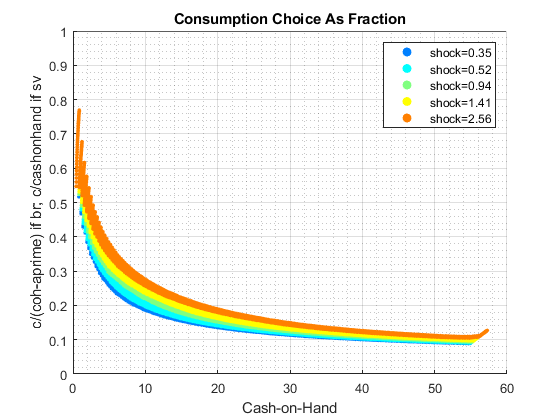 Consumption Choice As Fraction
c/(coh-aprime) if br, c/cashonhand if sv
1
0.9
0.8
0.7
0.6
0.5
0.4
0.3
0.2
0.1
0
shock=0.35
shock=0.52
shock=0.94
shock=1.41
shock=2.56
0 10 20 30 40 50 60
Cash-on-Hand